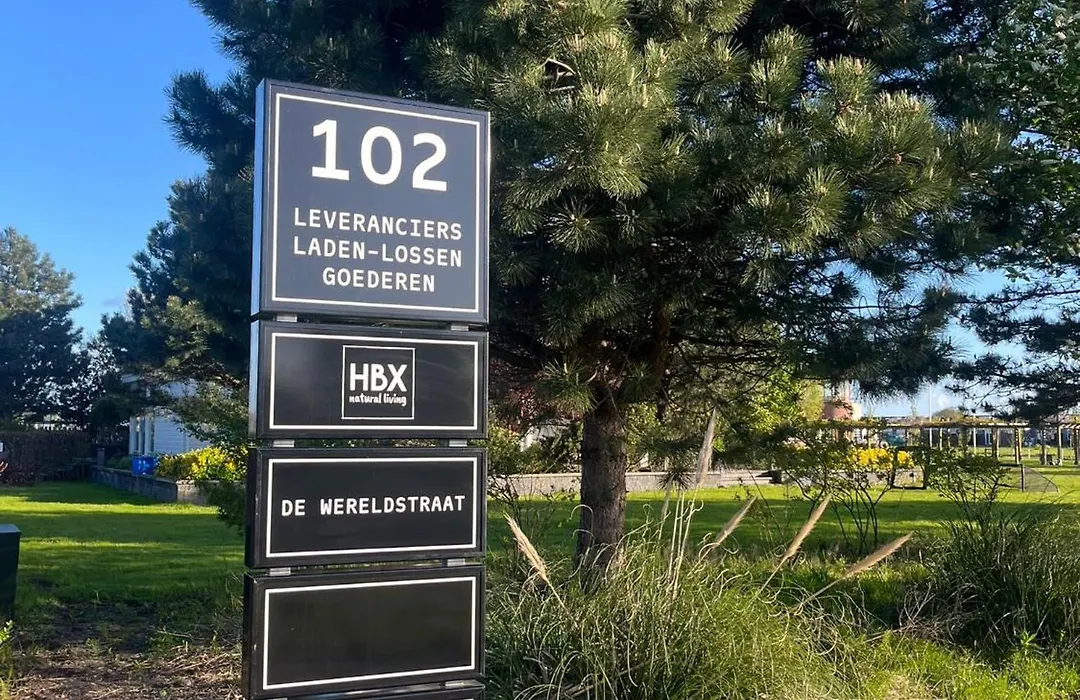 102
LEVERANCIERS
LADEN-LOSSEN
GOEDEREN
HBX
natural living
DE WERELDSTRAAT